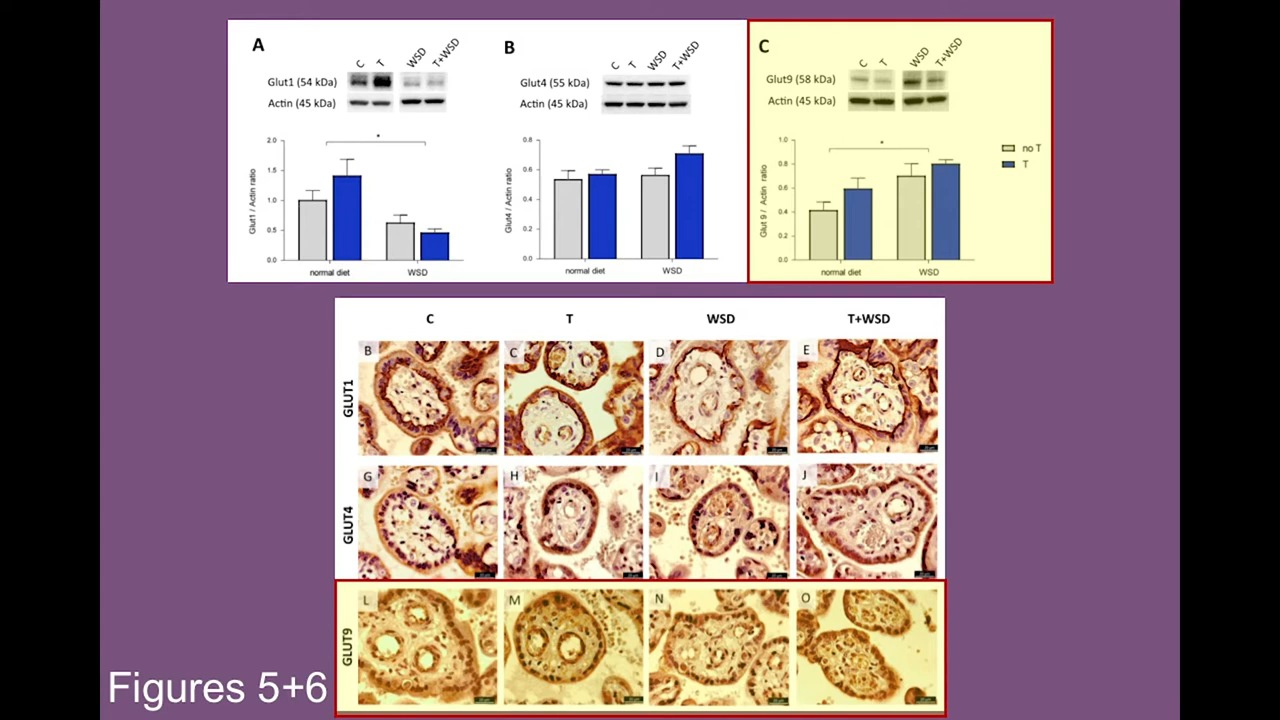 A
C T WSD T+WSD
Glut1 (54 kDa)
Actin (45 kDa)
2.0
1.5
1.0
0.5
0.0
Glut1 / Actin ratio
*
normal diet WSD
B
C T WSD T+WSD
Glut4 (55 kDa)
Actin (45 kDa)
0.8
0.6
0.4
0.2
0.0
Glut4 / Actin ratio
normal diet WSD
C
C T WSD T+WSD
Glut9 (58 kDa)
Actin (45 kDa)
1.0
0.8
0.6
0.4
0.2
0.0
Glut 9 / Actin ratio
*
normal diet WSD
no T
T
C T WSD T+WSD
GLUT1
B C D E
GLUT4
G H I J
GLUT9
L M N O
Figures 5+6